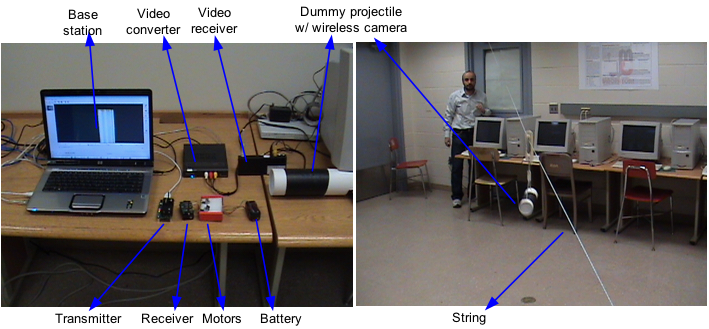 Base
station
Video
converter
Video
receiver
Dummy projectile
w/ wireless camera
Transmitter
Receiver
Motors
Battery
String